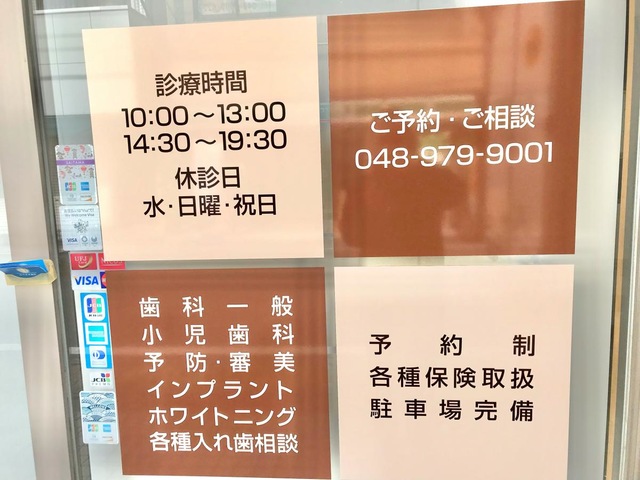 診療時間
10:00～13:00
14:30～19:30
休診日
水・日曜・祝日
ご予約・ご相談
048-979-9001
歯科一般
小児歯科
予防・審美
インプラント
ホワイトニング
各種入れ歯相談
予約制
各種保険取扱
駐車場完備
UFJ
VISA
JCB
JCB